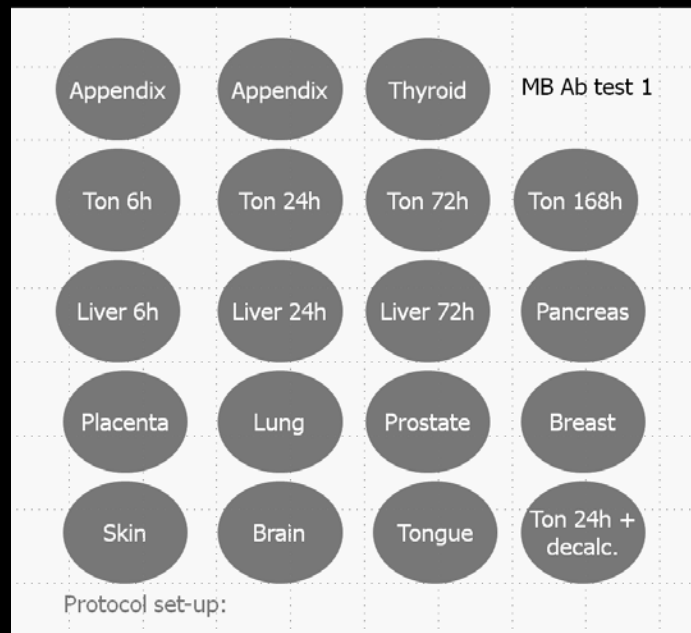 Appendix Appendix Thyroid MB Ab test 1
Ton 6h Ton 24h Ton 72h Ton 168h
Liver 6h Liver 24h Liver 72h Pancreas
Placenta Lung Prostate Breast
Skin Brain Tongue Ton 24h +
decalc.
Protocol set-up: